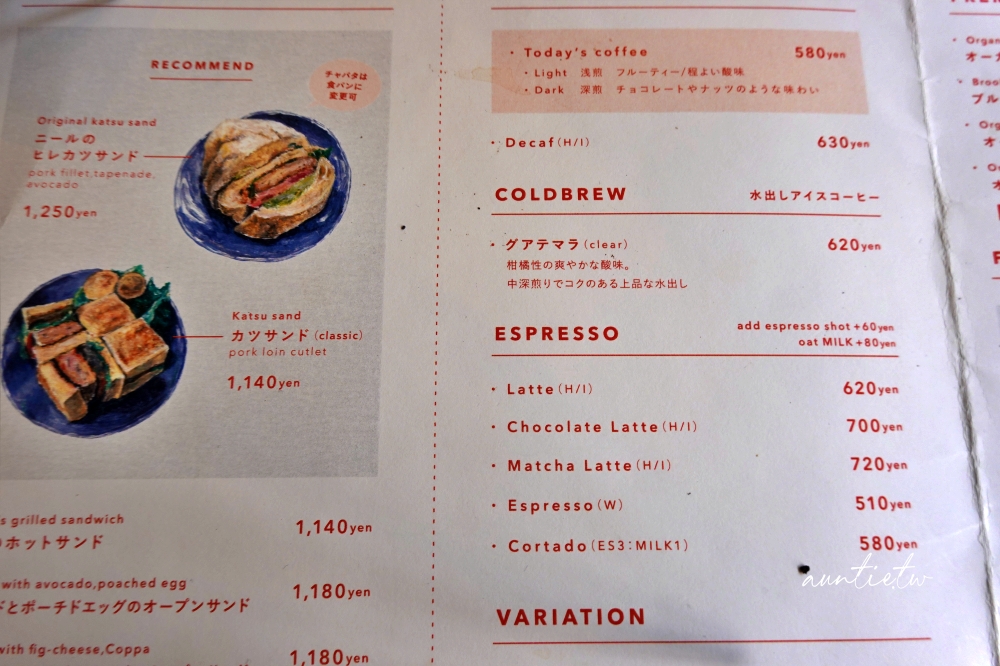 RECOMMEND
チャバタは
食パンに
変更可
Original katsu sand
ニールの
ヒレカツサンド
pork fillet,tapenade,
avocado
1,250yen
Katsu sand
カツサンド(classic)
pork loin cutlet
1,140yen
s grilled sandwich 1,140yen
ホットサンド
with avocado,poached egg
とポーチドエッグのオープンサンド 1,180yen
with fig-cheese,Coppa
1,180yen
・Today's coffee 580yen
・Light 浅煎 フルーティー/程よい酸味
・Dark 深煎 チョコレートやナッツのような味わい
・Decaf(H/I) 630yen
COLDBREW 水出しアイスコーヒー
・グアテマラ(clear) 620yen
柑橘性の爽やかな酸味。
中深煎りでコクのある上品な水出し
ESPRESSO
add espresso shot+60yen
oat MILK+80yen
・Latte(H/I) 620yen
・Chocolate Latte(H/I) 700yen
・Matcha Latte(H/I) 720yen
・Espresso(W) 510yen
・Cortado(ES3:MILK1) 580yen
VARIATION
auntie.tw
・Organ
オー
・Broo
ブル
・Org
オ